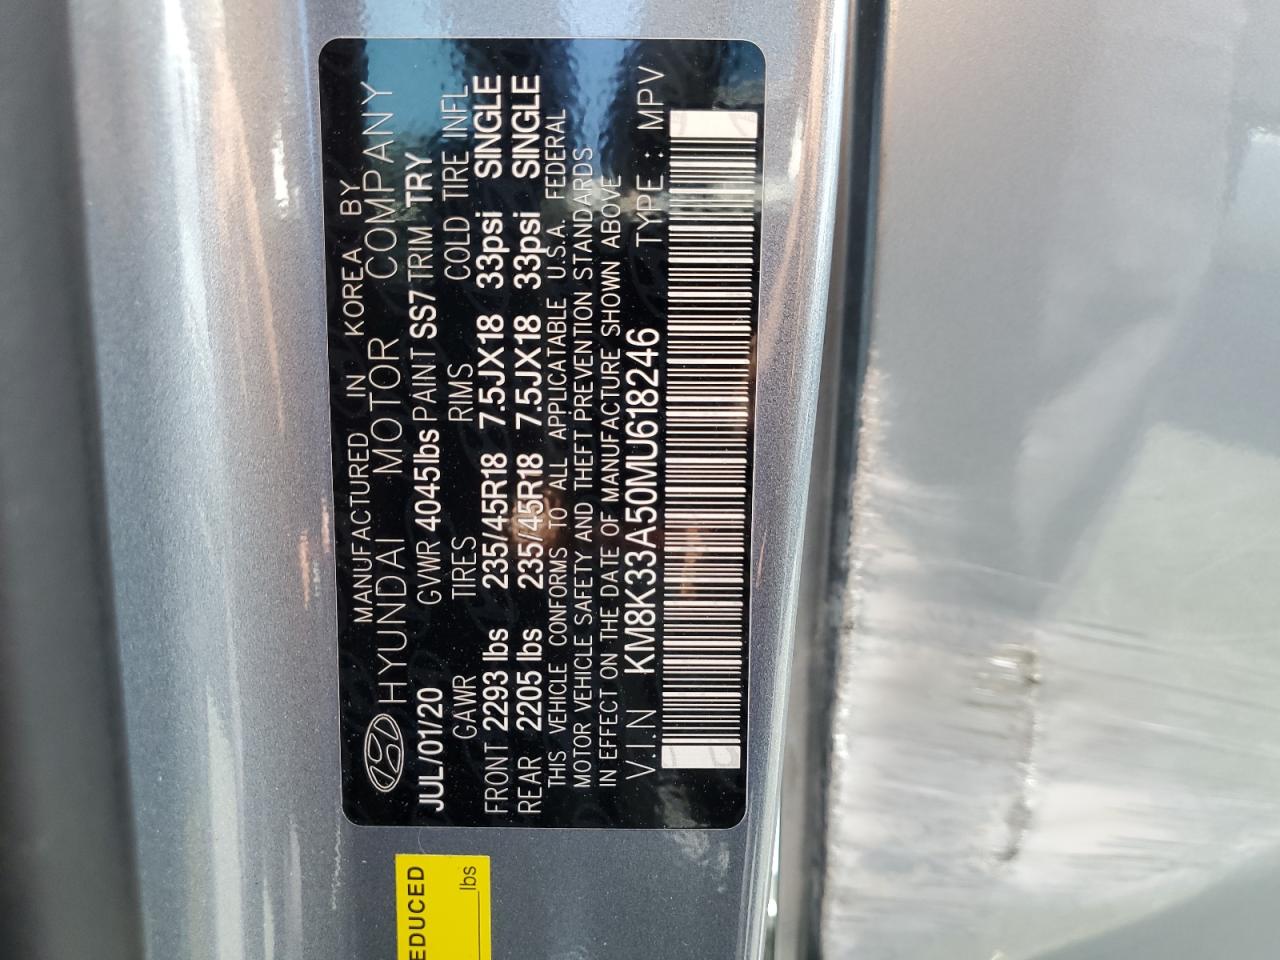 MANUFACTURED IN KOREA BY
HYUNDAI MOTOR COMPANY
JUL/01/20 GVWR 4045lbs PAINT SS7 TRIM TRY
GAWR TIRES RIMS COLD TIRE INFL
FRONT 2293 lbs 235/45R18 7.5JX18 33psi SINGLE
REAR 2205 lbs 235/45R18 7.5JX18 33psi SINGLE
THIS VEHICLE CONFORMS TO ALL APPLICATABLE U.S.A. FEDERAL
MOTOR VEHICLE SAFETY AND THEFT PREVENTION STANDARDS
IN EFFECT ON THE DATE OF MANUFACTURE SHOWN ABOVE
V.I.N KM8K33A50MU618246 TYPE : MPV
EDUCED
lbs